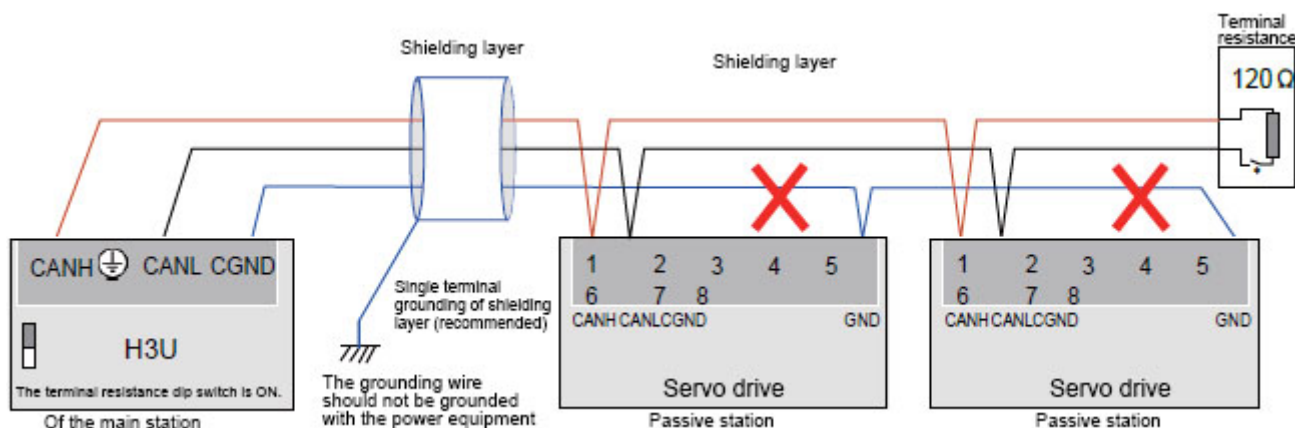 Terminal
resistance
120 Ω
Shielding layer
Shielding layer
CANH CANL CGND
H3U
The terminal resistance dip switch is ON.
Of the main station
Single terminal
grounding of shielding
layer (recommended)
The grounding wire
should not be grounded
with the power equipment
1 2 3 4 5
6 7 8
CANH CANLCGND GND
Servo drive
Passive station
1 2 3 4 5
6 7 8
CANH CANLCGND GND
Servo drive
Passive station